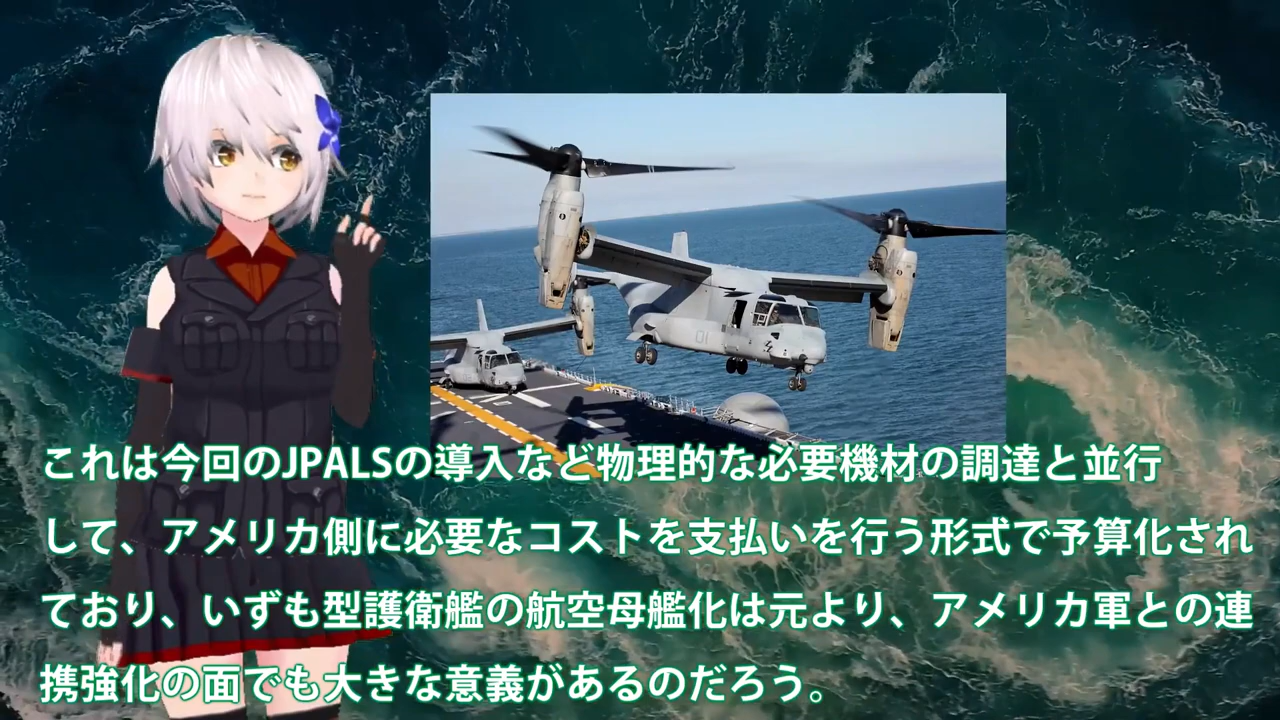 01
これは今回のJPALSの導入など物理的な必要機材の調達と並行
して、アメリカ側に必要なコストを支払いを行う形式で予算化され
ており、いずも型護衛艦の航空母艦化は元より、アメリカ軍との連
携強化の面でも大きな意義があるのだろう。